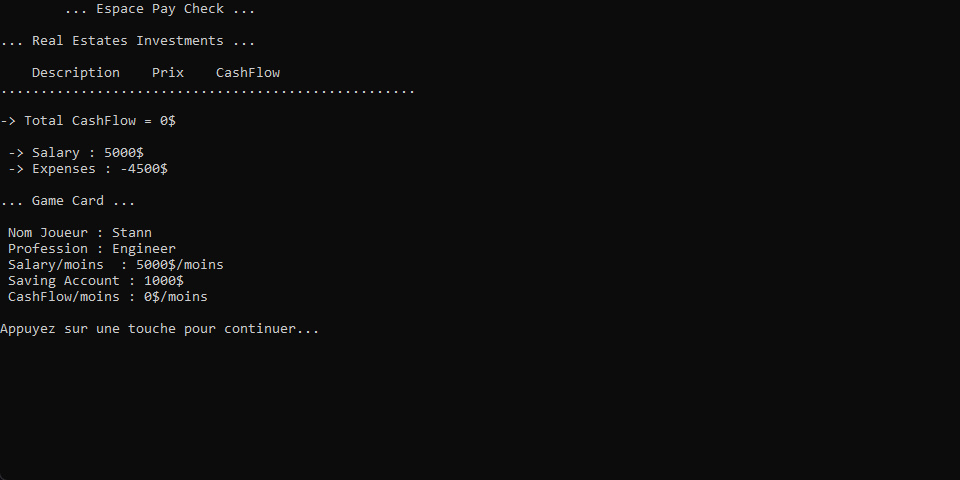 ... Espace Pay Check ...
... Real Estates Investments ...
Description    Prix    CashFlow
....................................................
-> Total CashFlow = 0$
-> Salary : 5000$
-> Expenses : -4500$
... Game Card ...
Nom Joueur : Stann
Profession : Engineer
Salary/moins  : 5000$/moins
Saving Account : 1000$
CashFlow/moins : 0$/moins
Appuyez sur une touche pour continuer...